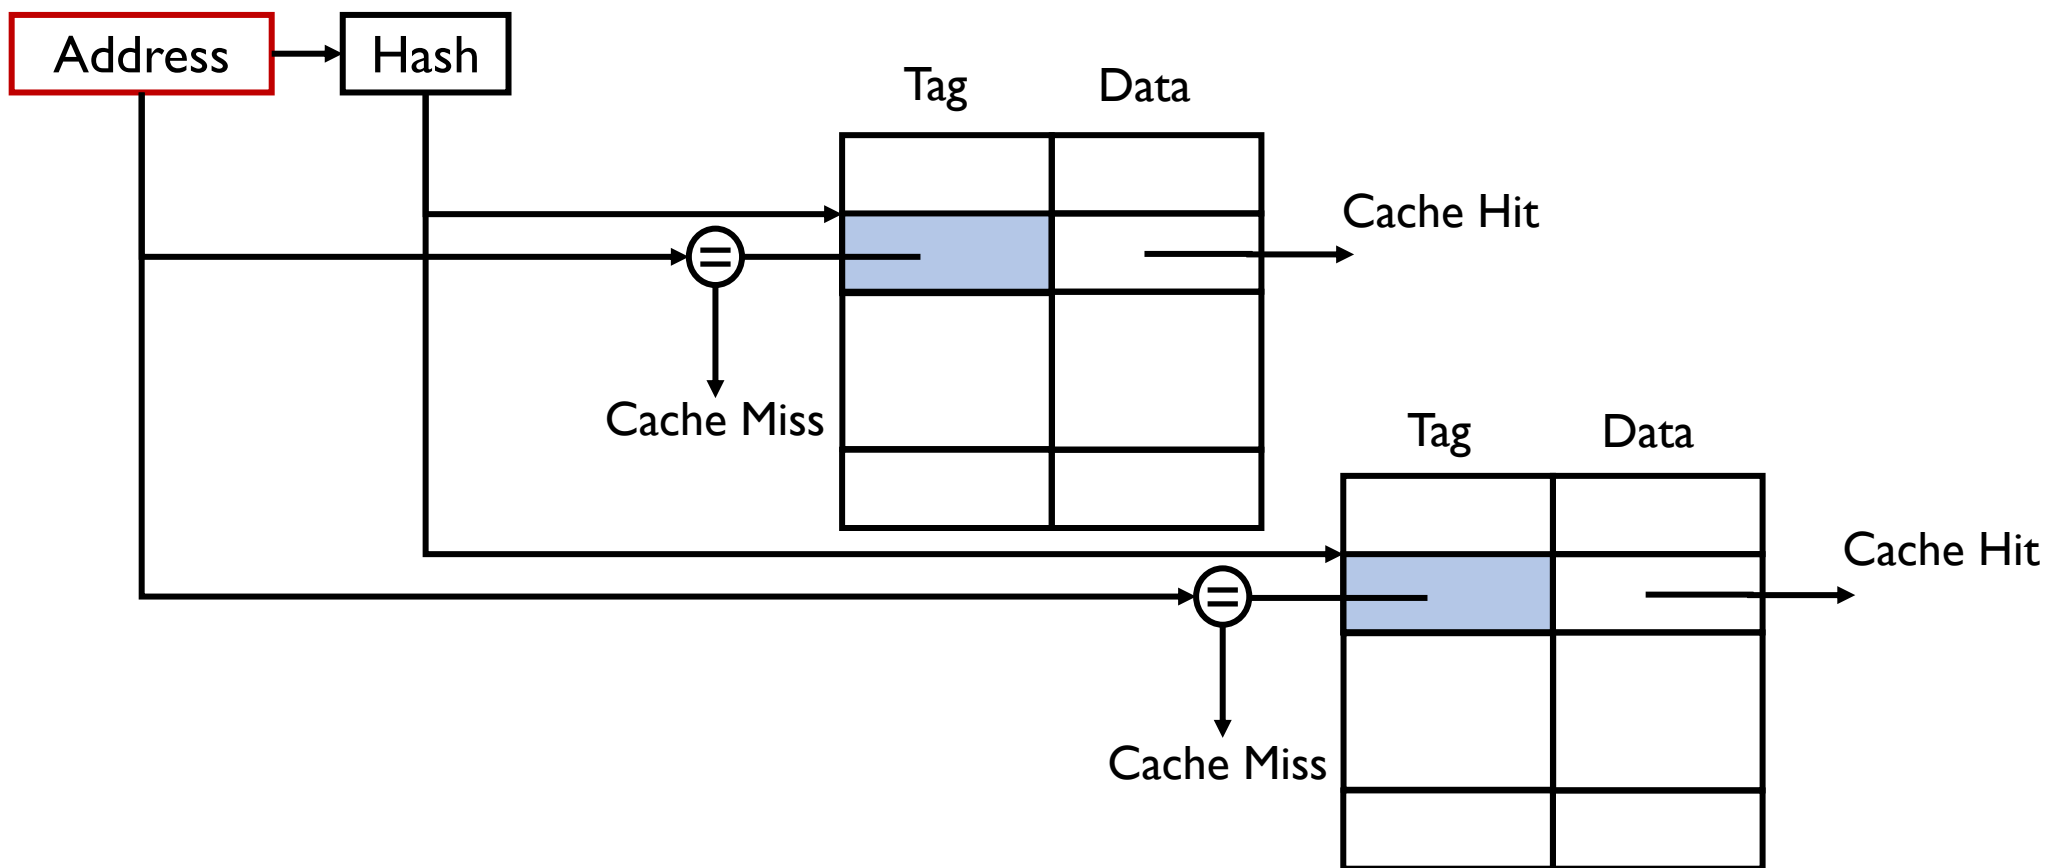 Address
Hash
Tag
Data
Cache Hit
=
Cache Miss
Tag
Data
Cache Hit
=
Cache Miss